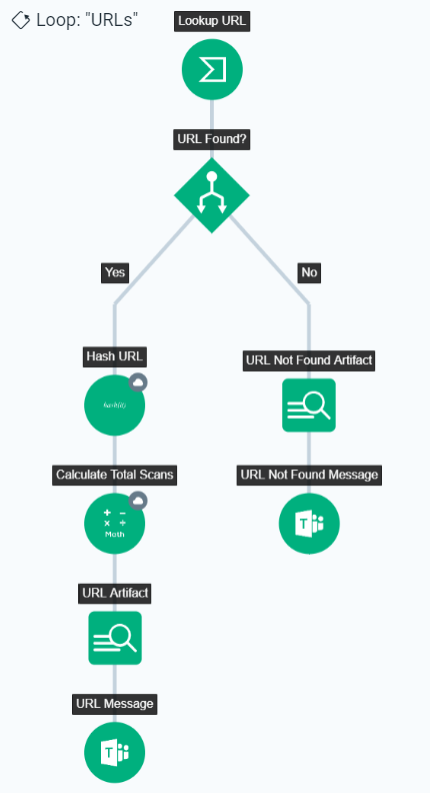 Loop: "URLs"
Lookup URL
URL Found?
Yes
No
Hash URL
URL Not Found Artifact
Calculate Total Scans
URL Not Found Message
T
+ −
× ÷
Math
URL Artifact
URL Message
T